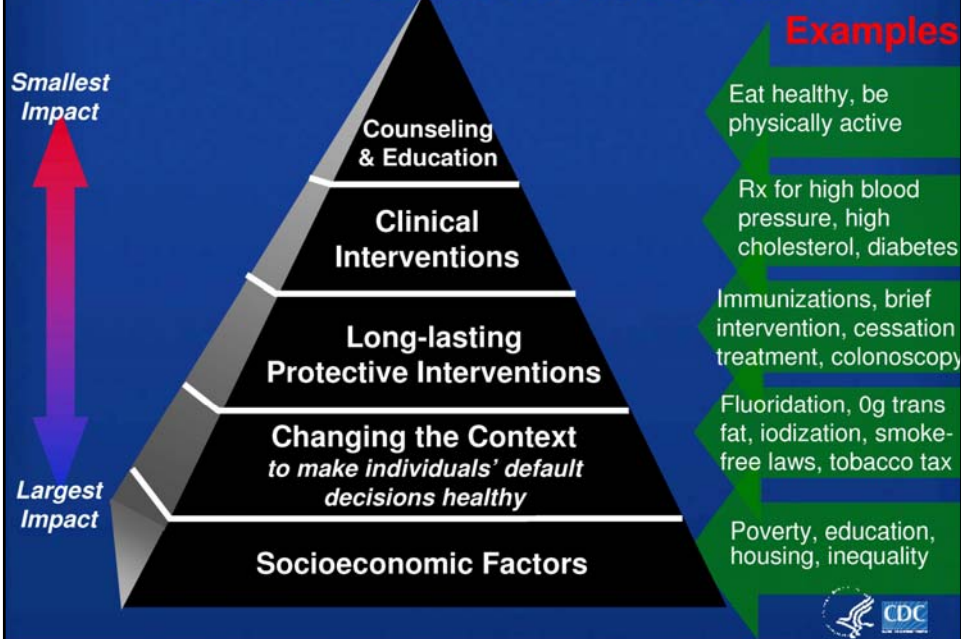 Examples
Smallest
Impact
Counseling
& Education
Eat healthy, be
physically active
Clinical
Interventions
Rx for high blood
pressure, high
cholesterol, diabetes
Long-lasting
Protective Interventions
Immunizations, brief
intervention, cessation
treatment, colonoscopy
Changing the Context
to make individuals’ default
decisions healthy
Fluoridation, 0g trans
fat, iodization, smoke-
free laws, tobacco tax
Largest
Impact
Socioeconomic Factors
Poverty, education,
housing, inequality
CDC